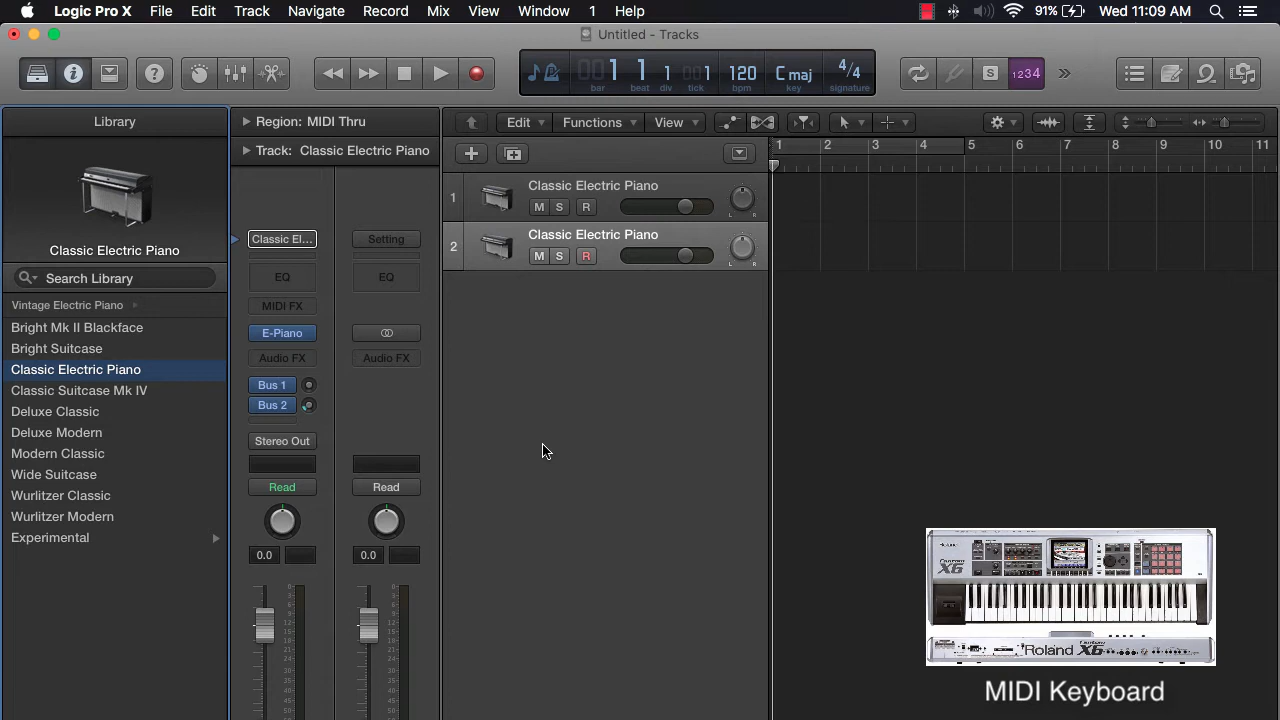 Logic Pro X File Edit Track Navigate Record Mix View Window 1 Help 91% Wed 11:09 AM
Untitled - Tracks
1 1 1 1 120 C maj 4/4
bar beat div tick bpm key signature
S 1234
Library
Region: MIDI Thru
Edit Functions View
Track: Classic Electric Piano
1 2 3 4 5 6 7 8 9 10 11
1 Classic Electric Piano
M S R L R
2 Classic Electric Piano
M S R L R
Classic Electric Piano
Search Library
Vintage Electric Piano
Bright Mk II Blackface
Bright Suitcase
Classic Electric Piano
Classic Suitcase Mk IV
Deluxe Classic
Deluxe Modern
Modern Classic
Wide Suitcase
Wurlitzer Classic
Wurlitzer Modern
Experimental
Classic El... Setting
EQ EQ
MIDI FX
E-Piano
Audio FX Audio FX
Bus 1
Bus 2
Stereo Out
Read Read
0.0 0.0
Roland X6
MIDI Keyboard